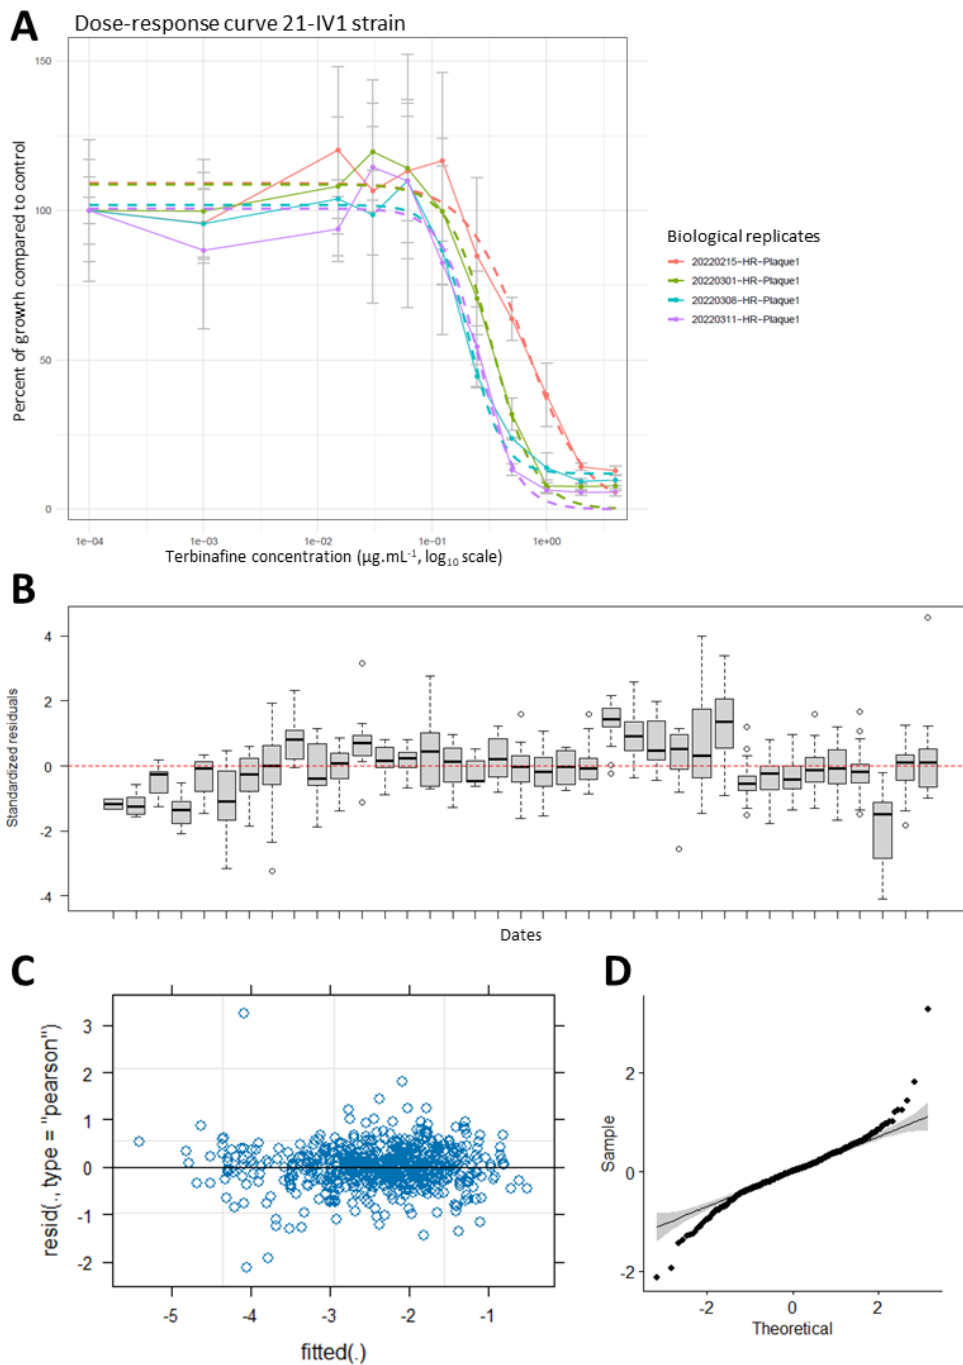 A
Dose-response curve 21-IV1 strain
Percent of growth compared to control
150
100
50
0
1e-04
1e-03
1e-02
1e-01
1e+00
Terbinafine concentration (µg.mL⁻¹, log₁₀ scale)
Biological replicates
20220215-HR-Plaque1
20220301-HR-Plaque1
20220308-HR-Plaque1
20220311-HR-Plaque1
B
Standardized residuals
4
2
0
-2
-4
Dates
C
resid(., type = "pearson")
3
2
1
0
-1
-2
-5
-4
-3
-2
-1
fitted(.)
D
Sample
2
0
-2
-2
0
2
Theoretical